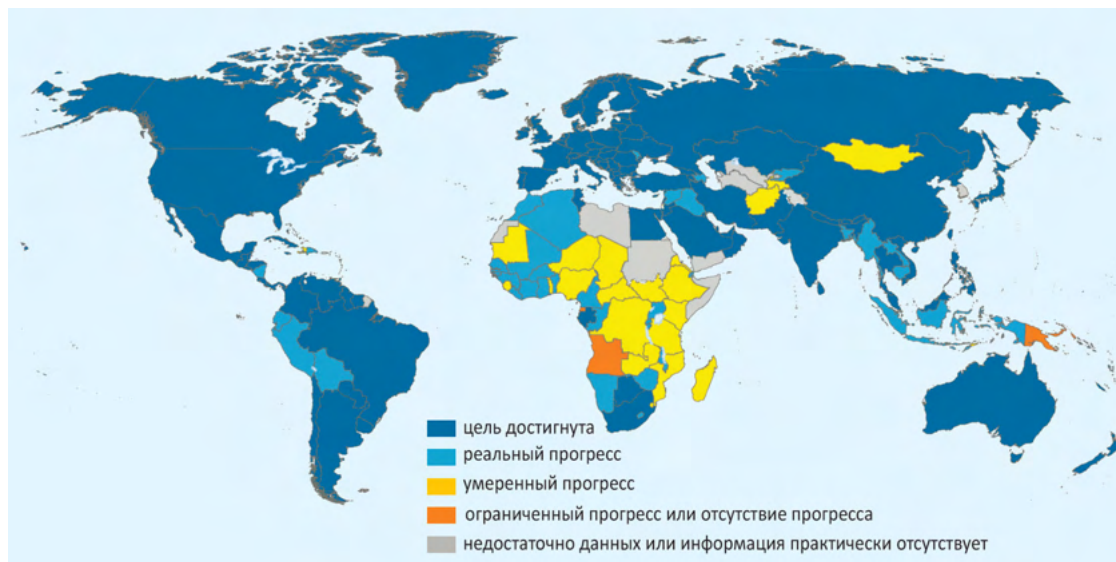 цель достигнута
реальный прогресс
умеренный прогресс
ограниченный прогресс или отсутствие прогресса
недостаточно данных или информация практически отсутствует